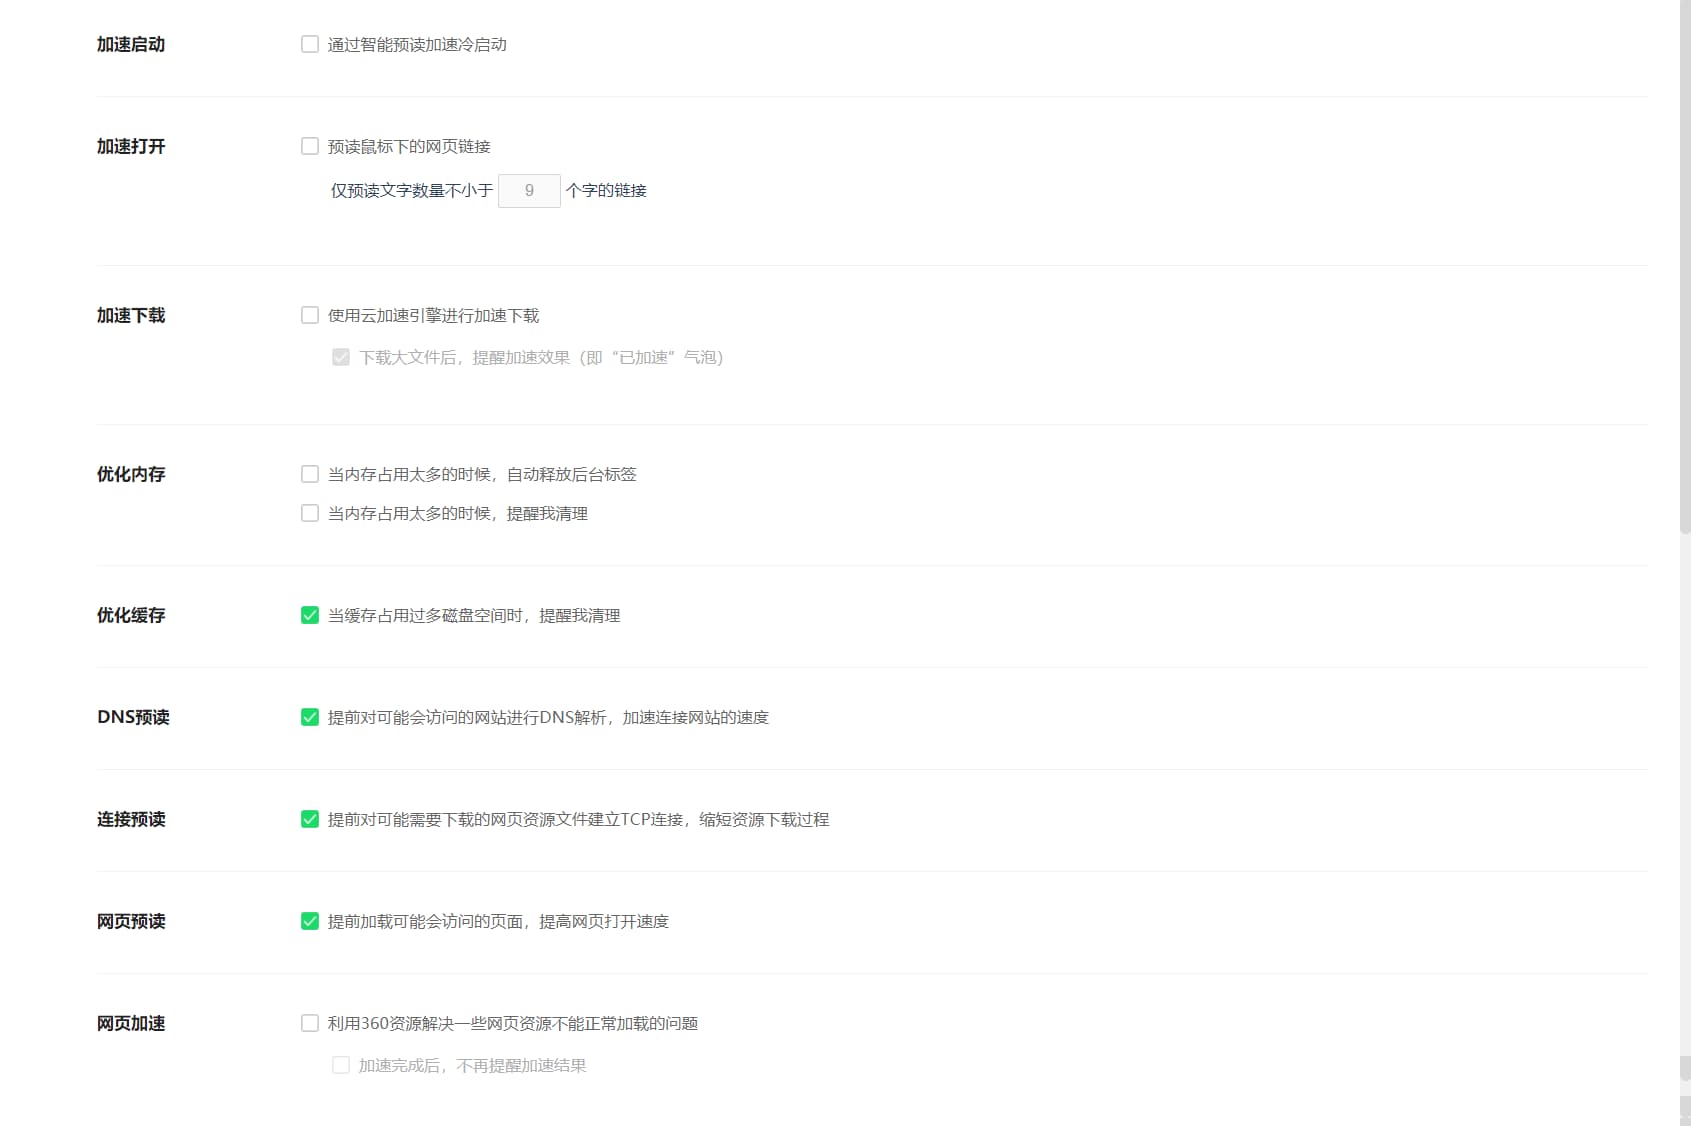 加速启动 通过智能预读加速冷启动
加速打开 预读鼠标下的网页链接
仅预读文字数量不小于 9 个字的链接
加速下载 使用云加速引擎进行加速下载
下载大文件后，提醒加速效果（即“已加速”气泡）
优化内存 当内存占用太多的时候，自动释放后台标签
当内存占用太多的时候，提醒我清理
优化缓存 当缓存占用过多磁盘空间时，提醒我清理
DNS预读 提前对可能会访问的网站进行DNS解析，加速连接网站的速度
连接预读 提前对可能需要下载的网页资源文件建立TCP连接，缩短资源下载过程
网页预读 提前加载可能会访问的页面，提高网页打开速度
网页加速 利用360资源解决一些网页资源不能正常加载的问题
加速完成后，不再提醒加速结果